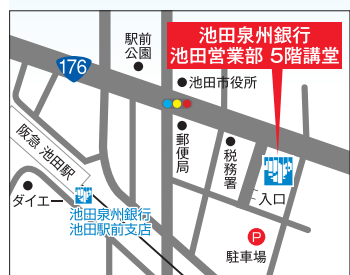 池田泉州銀行
池田営業部 5階講堂
駅前
公園
176
池田市役所
阪急 池田駅
郵便局
税務署
ダイエー
入口
池田泉州銀行
池田駅前支店
P
駐車場